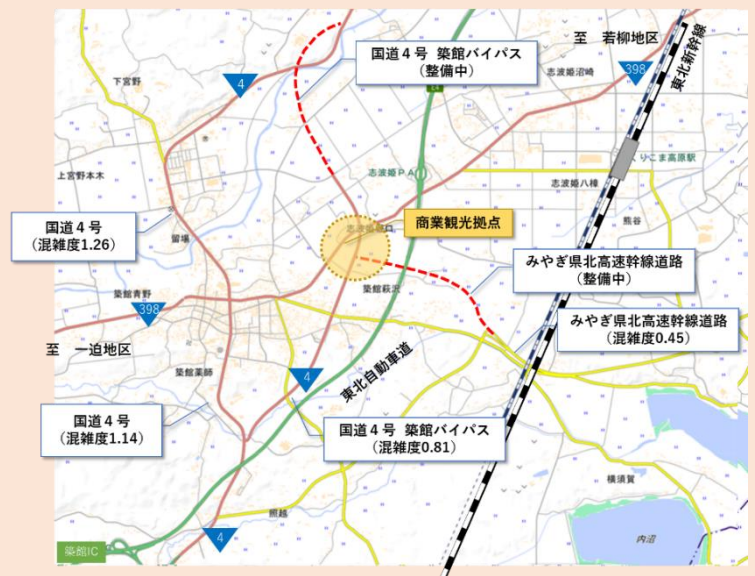 国道４号 築館バイパス
（整備中）
至 若柳地区
東北新幹線
下宮野
4
398
志波姫沼崎
上宮野本木
志波姫ＰＡ
くりこま高原駅
志波姫八樟
商業観光拠点
熊谷
国道４号
（混雑度1.26）
留場
みやぎ県北高速幹線道路
（整備中）
築館萩沢
築館青野
398
みやぎ県北高速幹線道路
（混雑度0.45）
至 一迫地区
築館薬師
4
東北自動車道
国道４号
（混雑度1.14）
国道４号 築館バイパス
（混雑度0.81）
横須賀
照越
4
内沼
築館IC